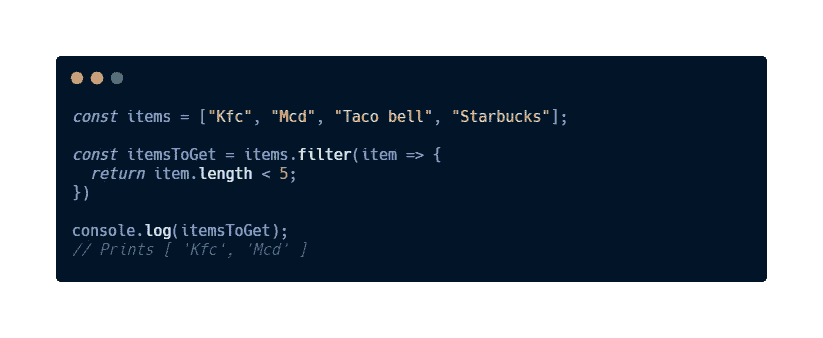 const items = ["Kfc", "Mcd", "Taco bell", "Starbucks"];
const itemsToGet = items.filter(item => {
  return item.length < 5;
})
console.log(itemsToGet);
// Prints [ 'Kfc', 'Mcd' ]